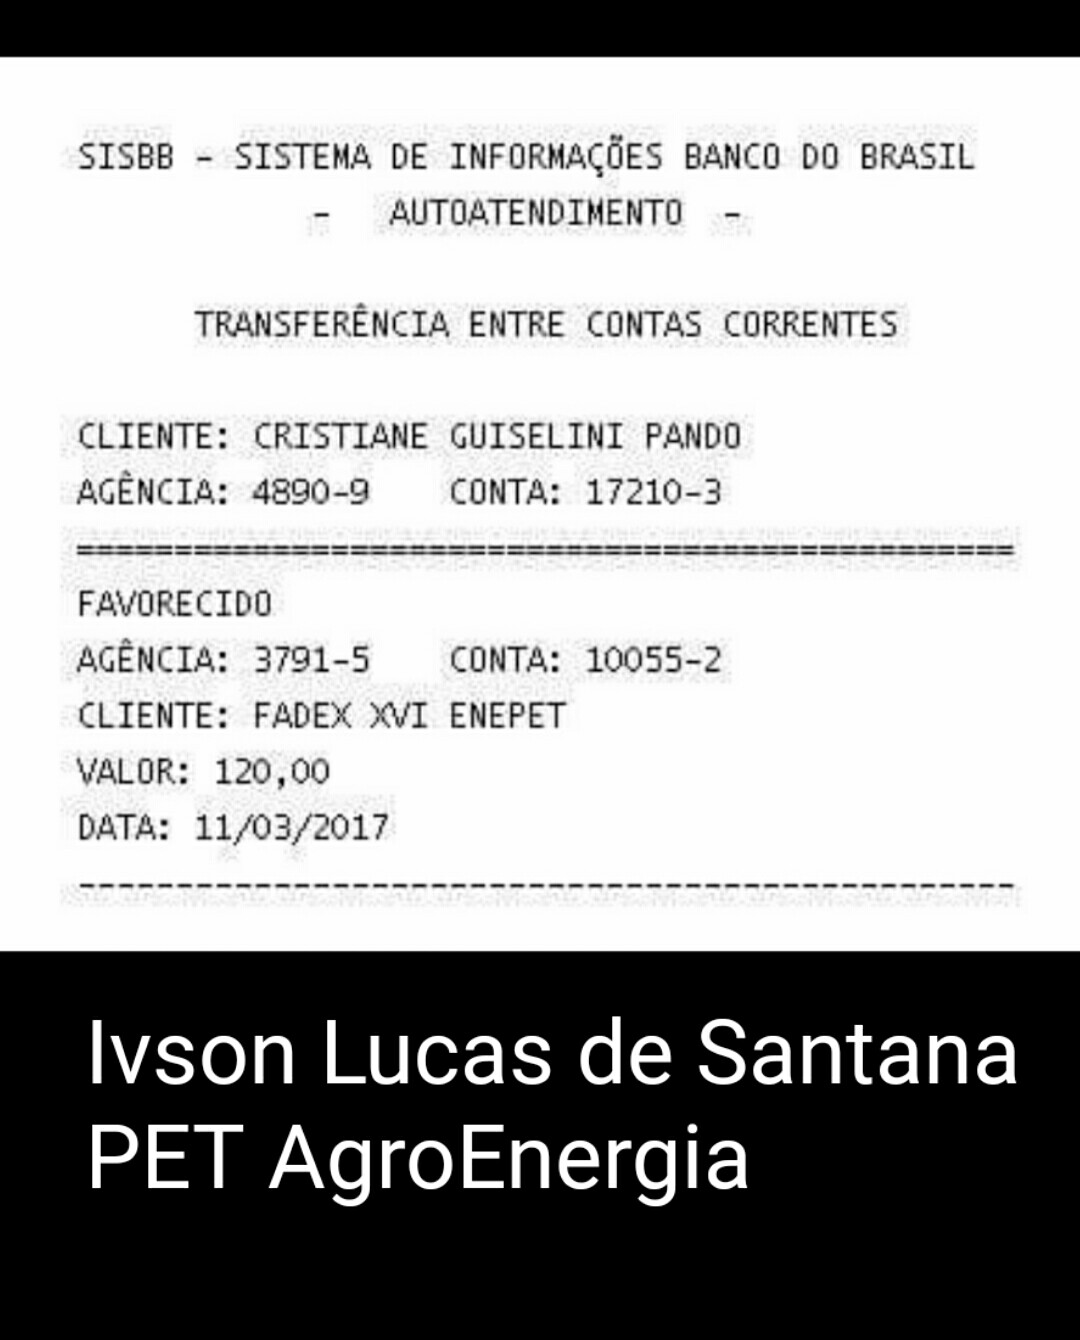 SISBB - SISTEMA DE INFORMAÇÕES BANCO DO BRASIL
- AUTOATENDIMENTO -
TRANSFERÊNCIA ENTRE CONTAS CORRENTES
CLIENTE: CRISTIANE GUISELINI PANDO
AGÊNCIA: 4890-9 CONTA: 17210-3
================================================
FAVORECIDO
AGÊNCIA: 3791-5 CONTA: 10055-2
CLIENTE: FADEX XVI ENEPET
VALOR: 120,00
DATA: 11/03/2017
------------------------------------------------
Ivson Lucas de Santana
PET AgroEnergia